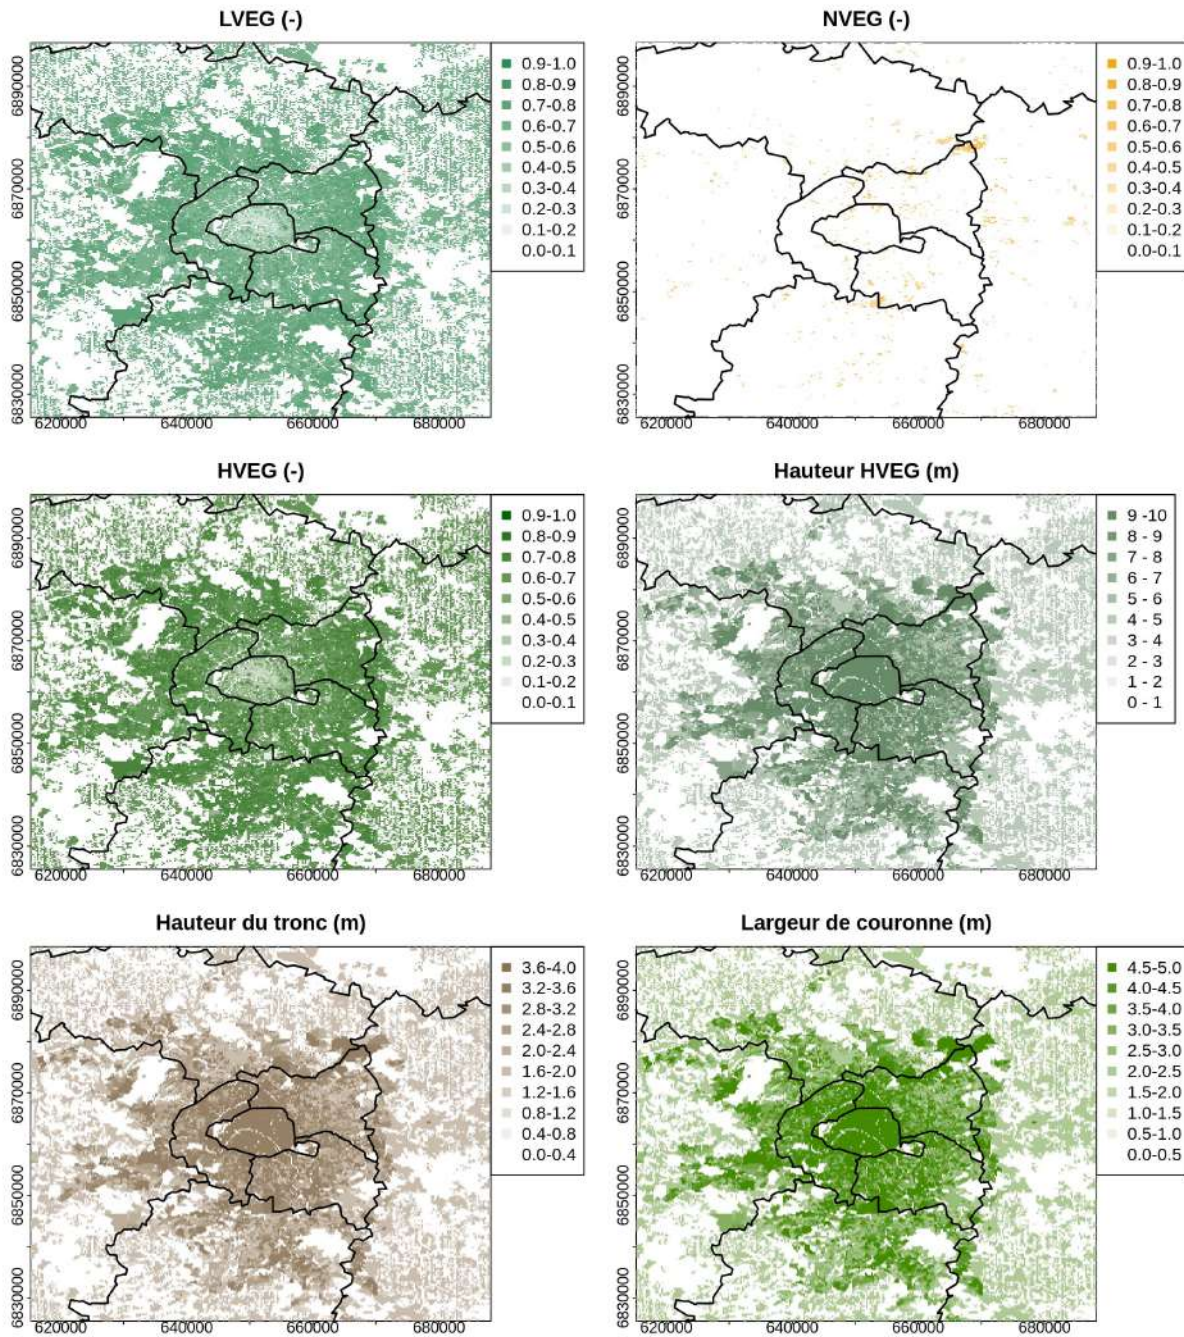 LVEG (-)
NVEG (-)
6830000 6850000 6870000 6890000
0.9-1.0
0.8-0.9
0.7-0.8
0.6-0.7
0.5-0.6
0.4-0.5
0.3-0.4
0.2-0.3
0.1-0.2
0.0-0.1
620000 640000 660000 680000
6830000 6850000 6870000 6890000
0.9-1.0
0.8-0.9
0.7-0.8
0.6-0.7
0.5-0.6
0.4-0.5
0.3-0.4
0.2-0.3
0.1-0.2
0.0-0.1
620000 640000 660000 680000
HVEG (-)
Hauteur HVEG (m)
6830000 6850000 6870000 6890000
0.9-1.0
0.8-0.9
0.7-0.8
0.6-0.7
0.5-0.6
0.4-0.5
0.3-0.4
0.2-0.3
0.1-0.2
0.0-0.1
620000 640000 660000 680000
6830000 6850000 6870000 6890000
9 -10
8 - 9
7 - 8
6 - 7
5 - 6
4 - 5
3 - 4
2 - 3
1 - 2
0 - 1
620000 640000 660000 680000
Hauteur du tronc (m)
Largeur de couronne (m)
6830000 6850000 6870000 6890000
3.6-4.0
3.2-3.6
2.8-3.2
2.4-2.8
2.0-2.4
1.6-2.0
1.2-1.6
0.8-1.2
0.4-0.8
0.0-0.4
620000 640000 660000 680000
6830000 6850000 6870000 6890000
4.5-5.0
4.0-4.5
3.5-4.0
3.0-3.5
2.5-3.0
2.0-2.5
1.5-2.0
1.0-1.5
0.5-1.0
0.0-0.5
620000 640000 660000 680000